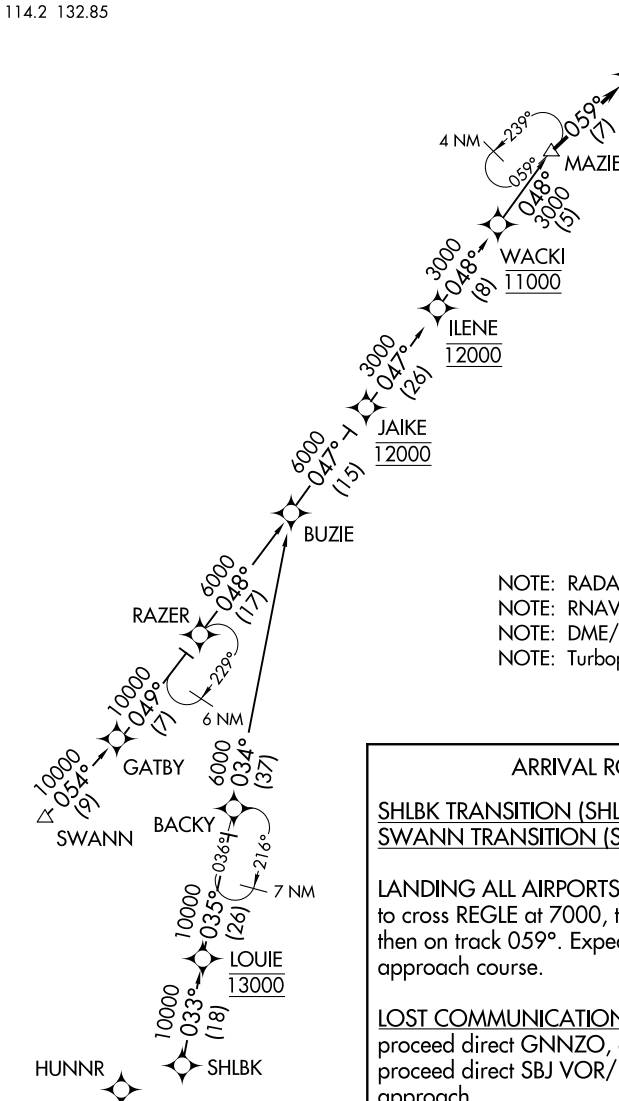 114.2 132.85
239°
059°
(7)
4 NM
MAZIE
059°
048°
3000
(5)
WACKI
11000
3000
048°
(8)
ILENE
12000
3000
047°
(26)
JAIKE
12000
6000
047°
(15)
BUZIE
6000
048°
(17)
RAZER
229°
6 NM
10000
049°
(7)
GATBY
10000
054°
(9)
SWANN
6000
034°
(37)
BACKY
036°
216°
7 NM
10000
035°
(26)
LOUIE
13000
10000
033°
(18)
SHLBK
HUNNR
NOTE: RADA
NOTE: RNAV
NOTE: DME/
NOTE: Turbop
ARRIVAL RO
SHLBK TRANSITION (SHL
SWANN TRANSITION (S
LANDING ALL AIRPORTS
to cross REGLE at 7000, t
then on track 059°. Expec
approach course.
LOST COMMUNICATION
proceed direct GNNZO,
proceed direct SBJ VOR/
approach.